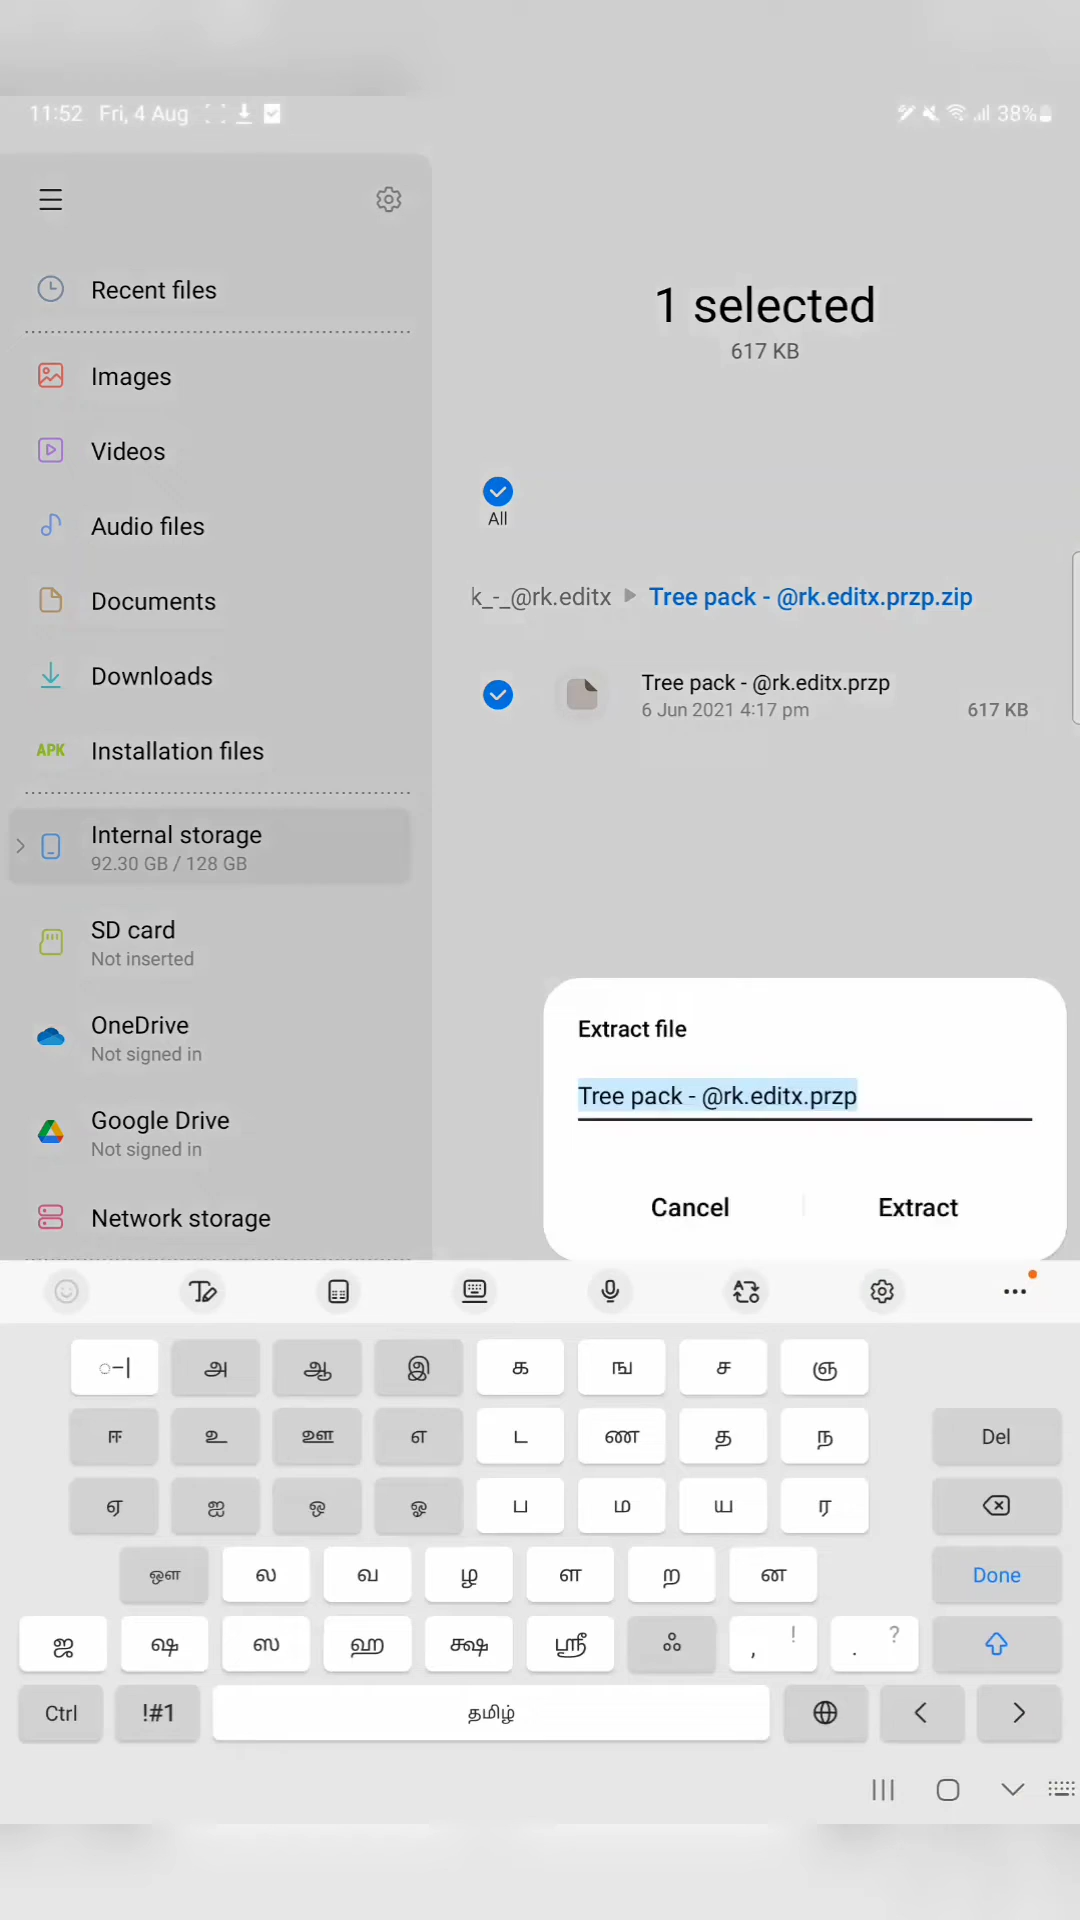 11:52 Fri, 4 Aug
38%
Recent files
Images
Videos
Audio files
Documents
Downloads
APK Installation files
Internal storage
92.30 GB / 128 GB
SD card
Not inserted
OneDrive
Not signed in
Google Drive
Not signed in
Network storage
1 selected
617 KB
All
k_-_@rk.editx Tree pack - @rk.editx.przp.zip
Tree pack - @rk.editx.przp
6 Jun 2021 4:17 pm 617 KB
Extract file
Tree pack - @rk.editx.przp
Cancel Extract
அ ஆ இ க ங ச ஞ
ஈ உ ஊ எ ட ண த ந Del
ஏ ஐ ஒ ஓ ப ம ய ர
ஔ ல வ ழ ள ற ன Done
ஜ ஷ ஸ ஹ க்ஷ ஸ்ரீ ஃ , ! . ?
Ctrl !#1 தமிழ் < >